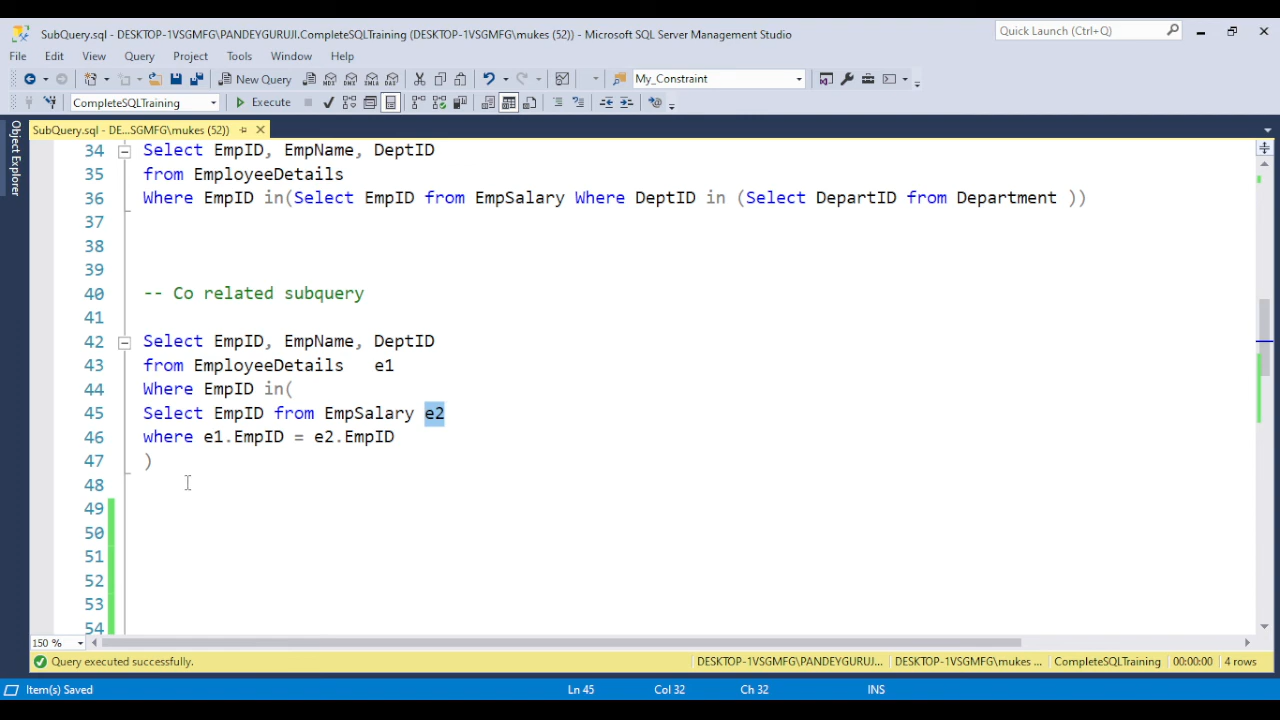 SubQuery.sql - DESKTOP-1VSGMFG\PANDEYGURUJI.CompleteSQLTraining (DESKTOP-1VSGMFG\mukes (52)) - Microsoft SQL Server Management Studio
Quick Launch (Ctrl+Q)
File Edit View Query Project Tools Window Help
New Query
My_Constraint
CompleteSQLTraining
Execute
SubQuery.sql - DE...SGMFG\mukes (52))
Object Explorer
34 Select EmpID, EmpName, DeptID
35 from EmployeeDetails
36 Where EmpID in(Select EmpID from EmpSalary Where DeptID in (Select DepartID from Department ))
37
38
39
40 -- Co related subquery
41
42 Select EmpID, EmpName, DeptID
43 from EmployeeDetails e1
44 Where EmpID in(
45 Select EmpID from EmpSalary e2
46 where e1.EmpID = e2.EmpID
47 )
48
49
50
51
52
53
54
150 %
Query executed successfully. DESKTOP-1VSGMFG\PANDEYGURUJ... DESKTOP-1VSGMFG\mukes ... CompleteSQLTraining 00:00:00 4 rows
Item(s) Saved Ln 45 Col 32 Ch 32 INS